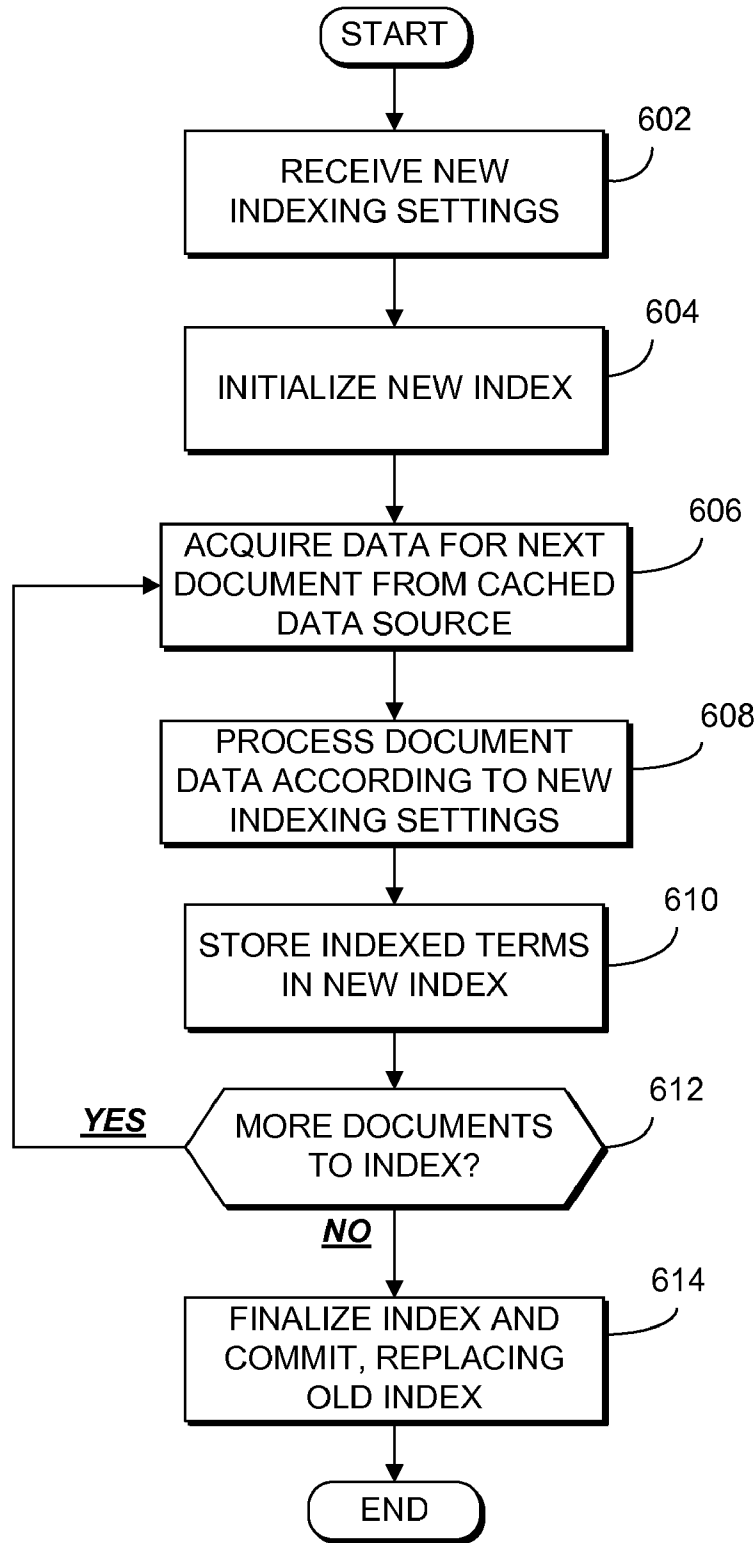 START
602
RECEIVE NEW
INDEXING SETTINGS
604
INITIALIZE NEW INDEX
606
ACQUIRE DATA FOR NEXT
DOCUMENT FROM CACHED
DATA SOURCE
608
PROCESS DOCUMENT
DATA ACCORDING TO NEW
INDEXING SETTINGS
610
STORE INDEXED TERMS
IN NEW INDEX
612
YES
MORE DOCUMENTS
TO INDEX?
NO
614
FINALIZE INDEX AND
COMMIT, REPLACING
OLD INDEX
END